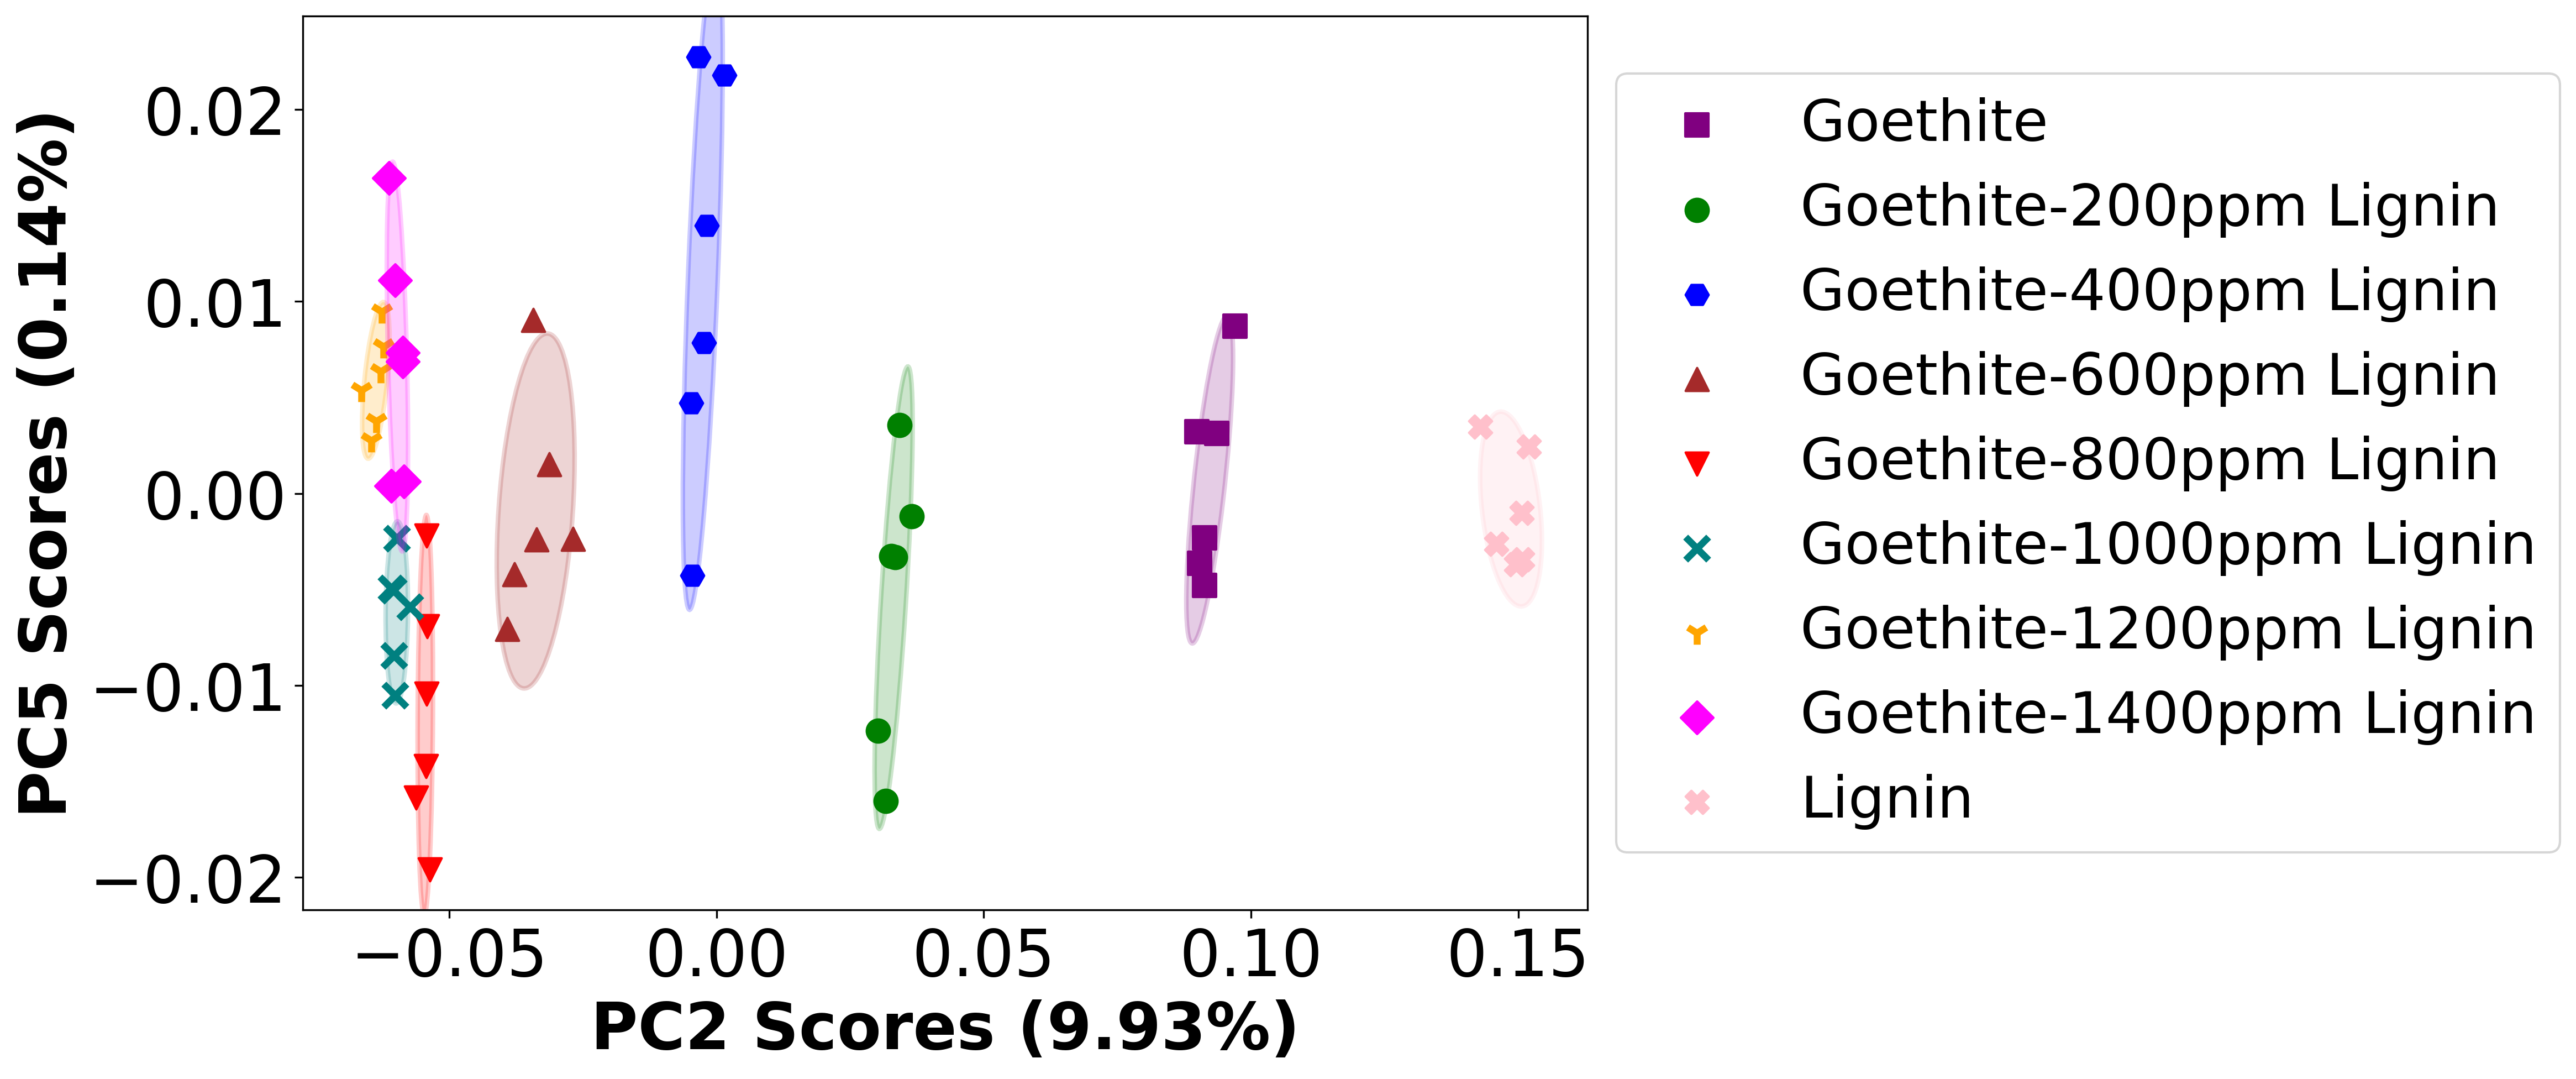 PC5 Scores (0.14%)
0.02
0.01
0.00
−0.01
−0.02
−0.05
0.00
0.05
0.10
0.15
PC2 Scores (9.93%)
Goethite
Goethite-200ppm Lignin
Goethite-400ppm Lignin
Goethite-600ppm Lignin
Goethite-800ppm Lignin
Goethite-1000ppm Lignin
Goethite-1200ppm Lignin
Goethite-1400ppm Lignin
Lignin